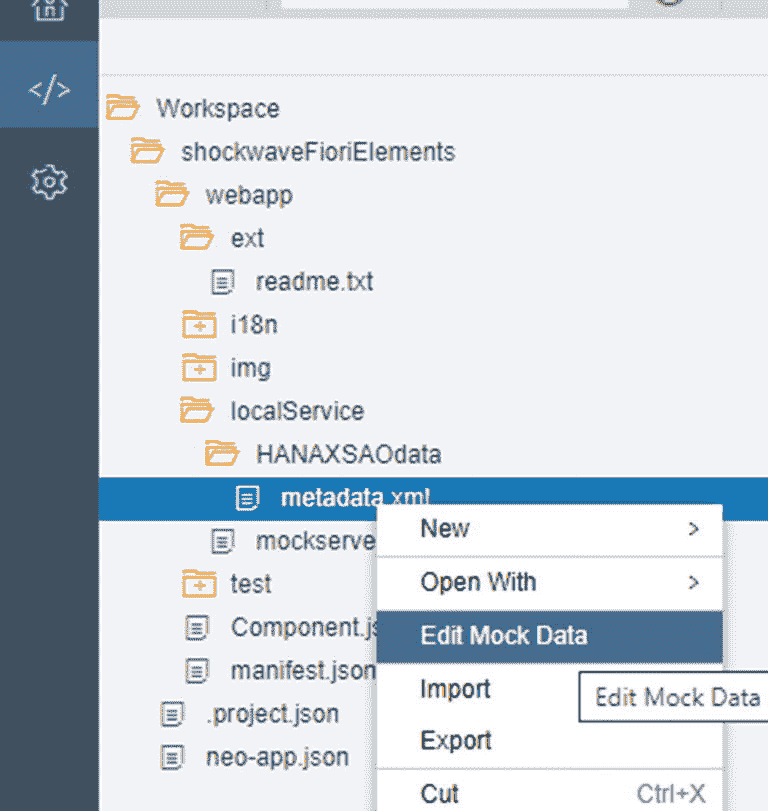 Workspace
shockwaveFioriElements
webapp
ext
readme.txt
i18n
img
localService
HANAXSAOdata
metadata.xml
New >
mockserve
Open With >
test
Edit Mock Data
Component.js
manifest.json
Import
Edit Mock Data
.project.json
Export
neo-app.json
Cut Ctrl+X